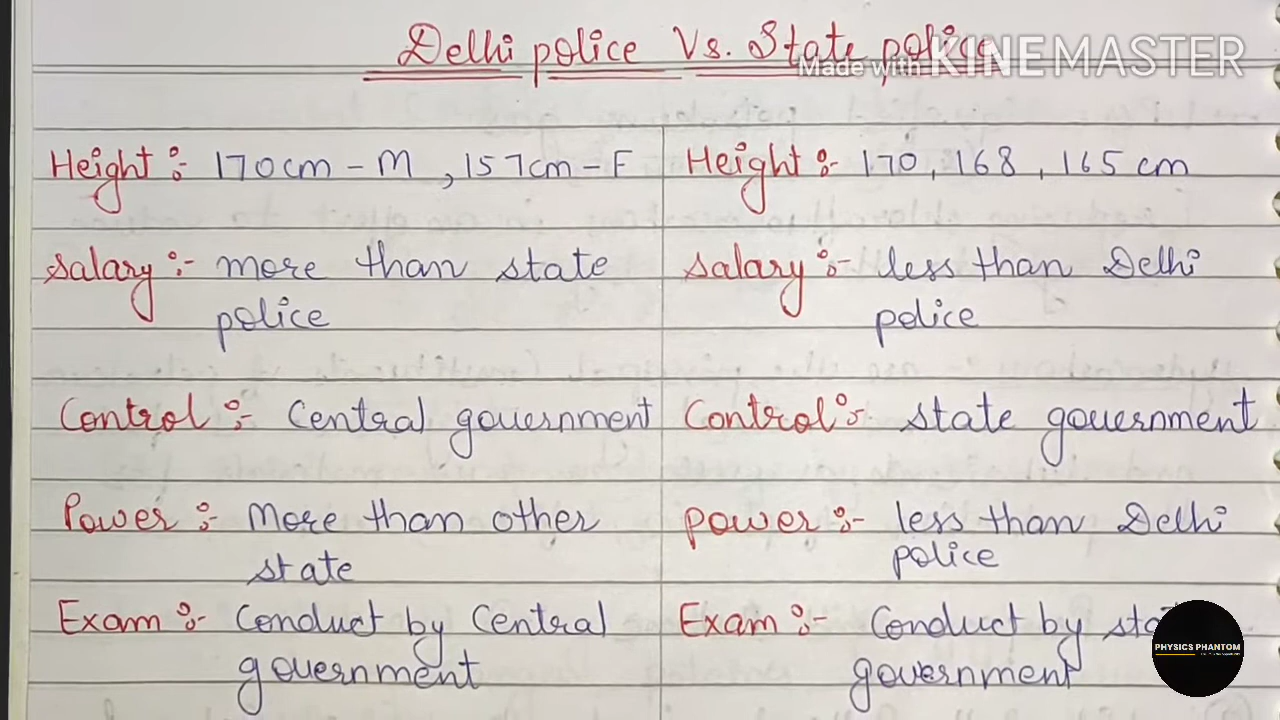 Delhi police Vs. State police
Made with KINEMASTER
Height :- 170cm - M , 157cm - F
Height :- 170, 168, 165 cm
Salary :- more than state
police
Salary :- less than Delhi
police
Control :- Central government
Control :- state government
Power :- More than other
state
power :- less than Delhi
police
Exam :- Conduct by Central
government
Exam :- Conduct by state
government
PHYSICS PHANTOM